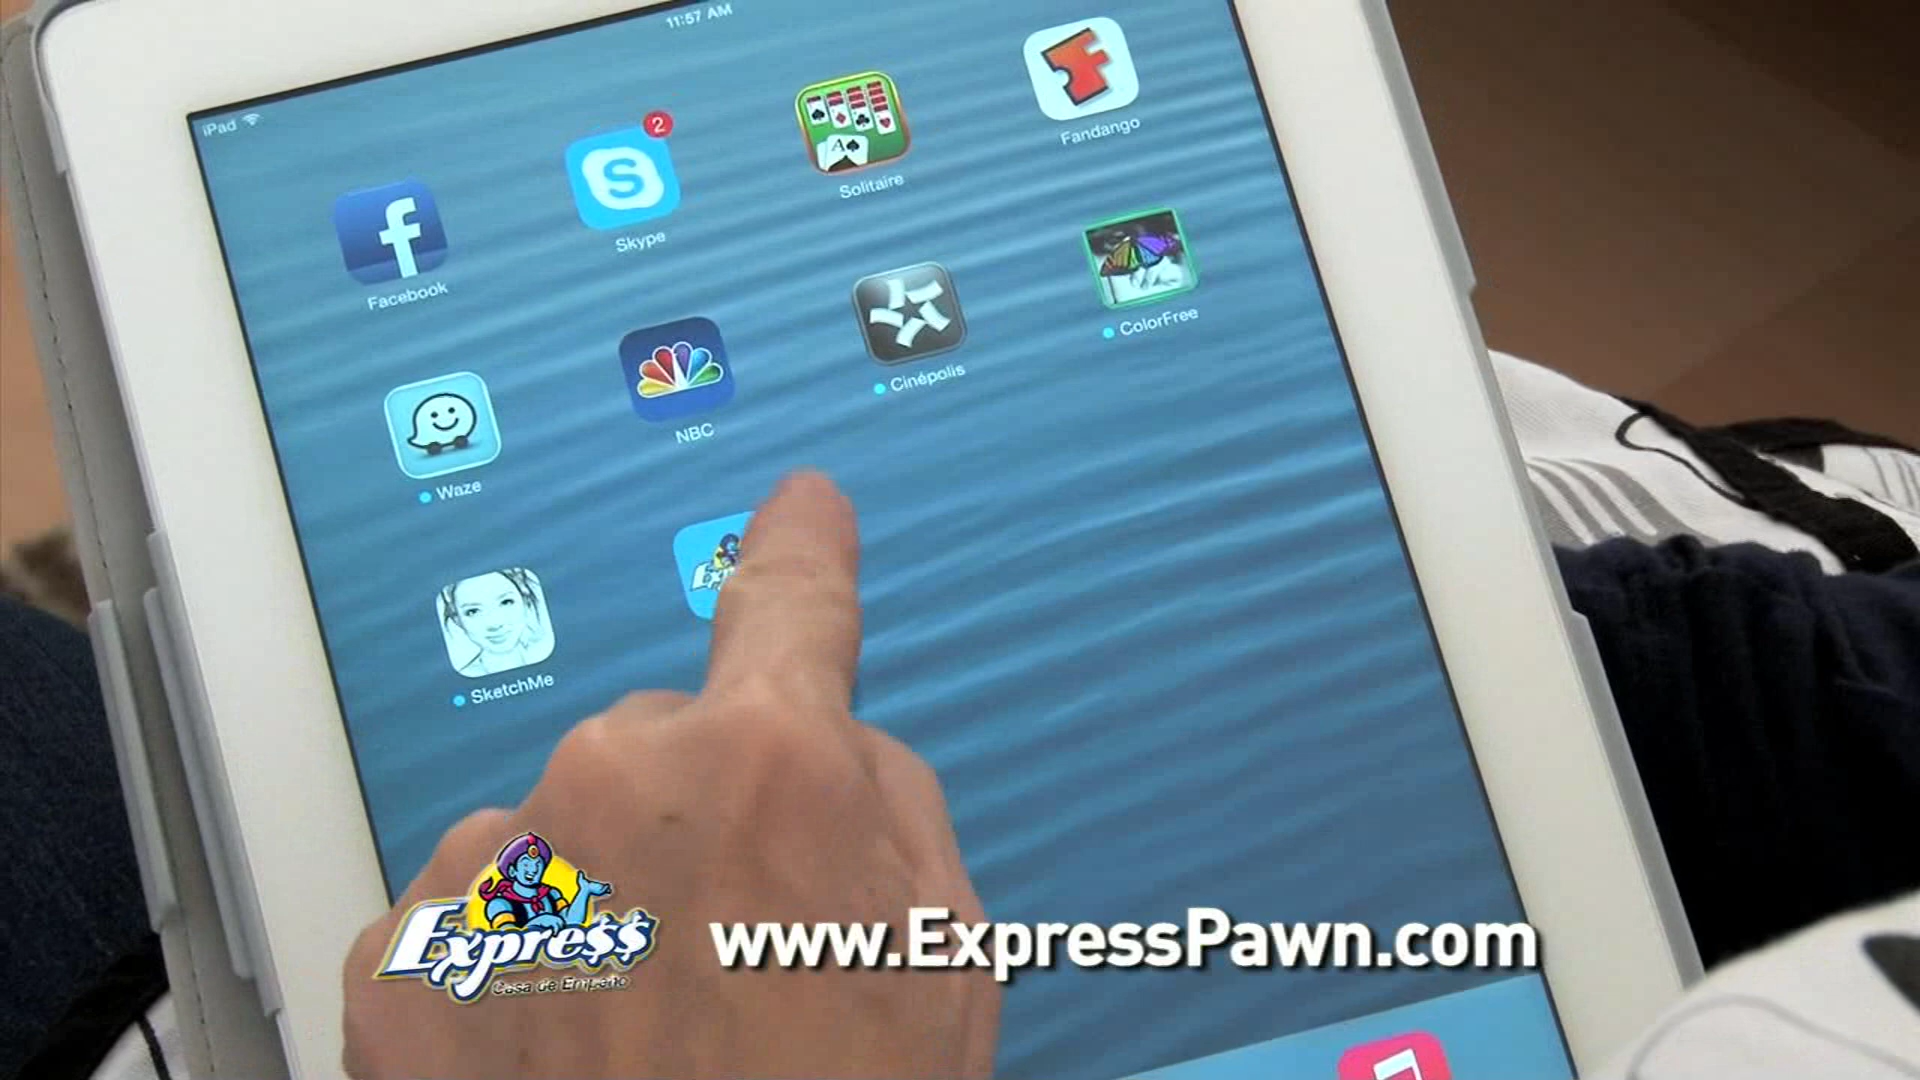 11:57 AM
iPad
Facebook
Skype
2
Solitaire
Fandango
Waze
NBC
Cinépolis
ColorFree
SketchMe
Expre$$
Casa de Empeño
www.ExpressPawn.com